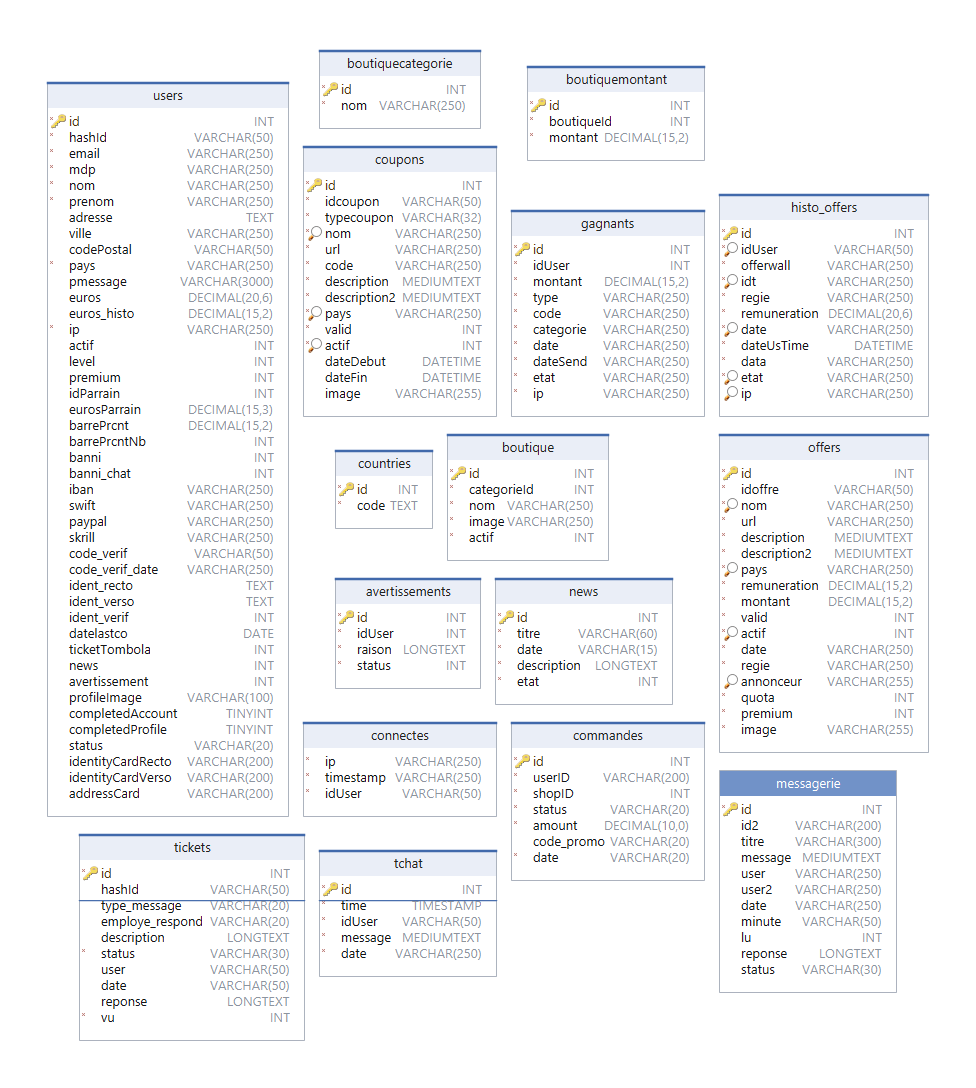 users
id INT
hashId VARCHAR(50)
email VARCHAR(250)
mdp VARCHAR(250)
nom VARCHAR(250)
prenom VARCHAR(250)
adresse TEXT
ville VARCHAR(250)
codePostal VARCHAR(50)
pays VARCHAR(250)
pmessage VARCHAR(3000)
euros DECIMAL(20,6)
euros_histo DECIMAL(15,2)
ip VARCHAR(250)
actif INT
level INT
premium INT
idParrain INT
eurosParrain DECIMAL(15,3)
barrePrcnt DECIMAL(15,2)
barrePrcntNb INT
banni INT
banni_chat INT
iban VARCHAR(250)
swift VARCHAR(250)
paypal VARCHAR(250)
skrill VARCHAR(250)
code_verif VARCHAR(50)
code_verif_date VARCHAR(250)
ident_recto TEXT
ident_verso TEXT
ident_verif INT
datelastco DATE
ticketTombola INT
news INT
avertissement INT
profileImage VARCHAR(100)
completedAccount TINYINT
completedProfile TINYINT
status VARCHAR(20)
identityCardRecto VARCHAR(200)
identityCardVerso VARCHAR(200)
addressCard VARCHAR(200)
boutiquecategorie
id INT
nom VARCHAR(250)
boutiquemontant
id INT
boutiqueId INT
montant DECIMAL(15,2)
coupons
id INT
idcoupon VARCHAR(50)
typecoupon VARCHAR(32)
nom VARCHAR(250)
url VARCHAR(250)
code VARCHAR(250)
description MEDIUMTEXT
description2 MEDIUMTEXT
pays VARCHAR(250)
valid INT
actif INT
dateDebut DATETIME
dateFin DATETIME
image VARCHAR(255)
gagnants
id INT
idUser INT
montant DECIMAL(15,2)
type VARCHAR(250)
code VARCHAR(250)
categorie VARCHAR(250)
date VARCHAR(250)
dateSend VARCHAR(250)
etat VARCHAR(250)
ip VARCHAR(250)
histo_offers
id INT
idUser VARCHAR(50)
offerwall VARCHAR(250)
idt VARCHAR(250)
regie VARCHAR(250)
remuneration DECIMAL(20,6)
date VARCHAR(250)
dateUsTime DATETIME
data VARCHAR(250)
etat VARCHAR(250)
ip VARCHAR(250)
countries
id INT
code TEXT
boutique
id INT
categorieId INT
nom VARCHAR(250)
image VARCHAR(250)
actif INT
offers
id INT
idoffre VARCHAR(50)
nom VARCHAR(250)
url VARCHAR(250)
description MEDIUMTEXT
description2 MEDIUMTEXT
pays VARCHAR(250)
remuneration DECIMAL(15,2)
montant DECIMAL(15,2)
valid INT
actif INT
date VARCHAR(250)
regie VARCHAR(250)
annonceur VARCHAR(255)
quota INT
premium INT
image VARCHAR(255)
avertissements
id INT
idUser INT
raison LONGTEXT
status INT
news
id INT
titre VARCHAR(60)
date VARCHAR(15)
description LONGTEXT
etat INT
connectes
ip VARCHAR(250)
timestamp VARCHAR(250)
idUser VARCHAR(50)
commandes
id INT
userID VARCHAR(200)
shopID INT
status VARCHAR(20)
amount DECIMAL(10,0)
code_promo VARCHAR(20)
date VARCHAR(20)
messagerie
id INT
id2 VARCHAR(200)
titre VARCHAR(300)
message MEDIUMTEXT
user VARCHAR(250)
user2 VARCHAR(250)
date VARCHAR(250)
minute VARCHAR(50)
lu INT
reponse LONGTEXT
status VARCHAR(30)
tickets
id INT
hashId VARCHAR(50)
type_message VARCHAR(20)
employe_respond VARCHAR(20)
description LONGTEXT
status VARCHAR(30)
user VARCHAR(50)
date VARCHAR(50)
reponse LONGTEXT
vu INT
tchat
id INT
time TIMESTAMP
idUser VARCHAR(50)
message MEDIUMTEXT
date VARCHAR(250)